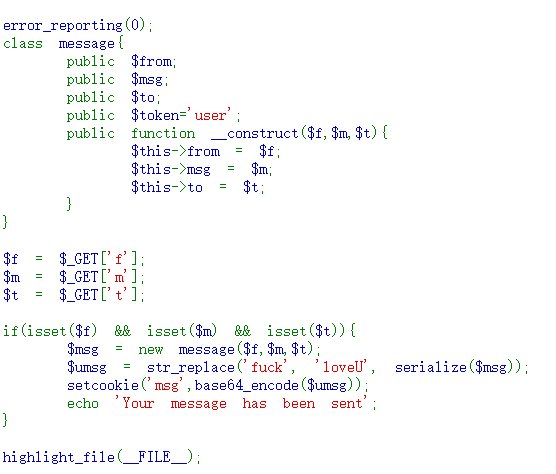 error_reporting(0);
class message{
public $from;
public $msg;
public $to;
public $token='user';
public function __construct($f,$m,$t){
$this->from = $f;
$this->msg = $m;
$this->to = $t;
}
}
$f = $_GET['f'];
$m = $_GET['m'];
$t = $_GET['t'];
if(isset($f) && isset($m) && isset($t)){
$msg = new message($f,$m,$t);
$umsg = str_replace('fuck', 'loveU', serialize($msg));
setcookie('msg',base64_encode($umsg));
echo 'Your message has been sent';
}
highlight_file(__FILE__);